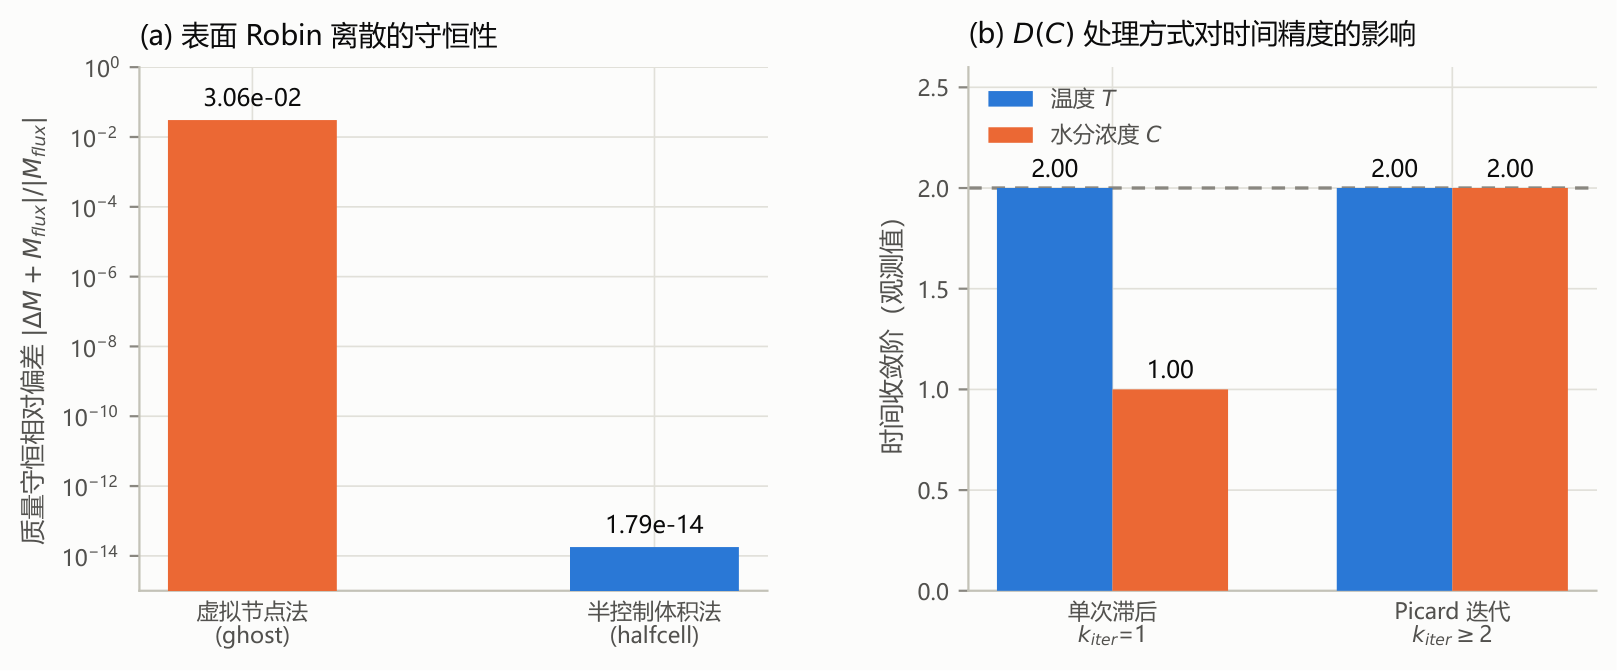 (a) 表面 Robin 离散的守恒性
质量守恒相对偏差 |ΔM + M_flux|/|M_flux|
10⁰
10⁻²
10⁻⁴
10⁻⁶
10⁻⁸
10⁻¹⁰
10⁻¹²
10⁻¹⁴
3.06e-02
1.79e-14
虚拟节点法
(ghost)
半控制体积法
(halfcell)
(b) D(C) 处理方式对时间精度的影响
时间收敛阶（观测值）
2.5
2.0
1.5
1.0
0.5
0.0
温度 T
水分浓度 C
2.00
1.00
2.00
2.00
单次滞后
k_iter=1
Picard 迭代
k_iter ≥ 2